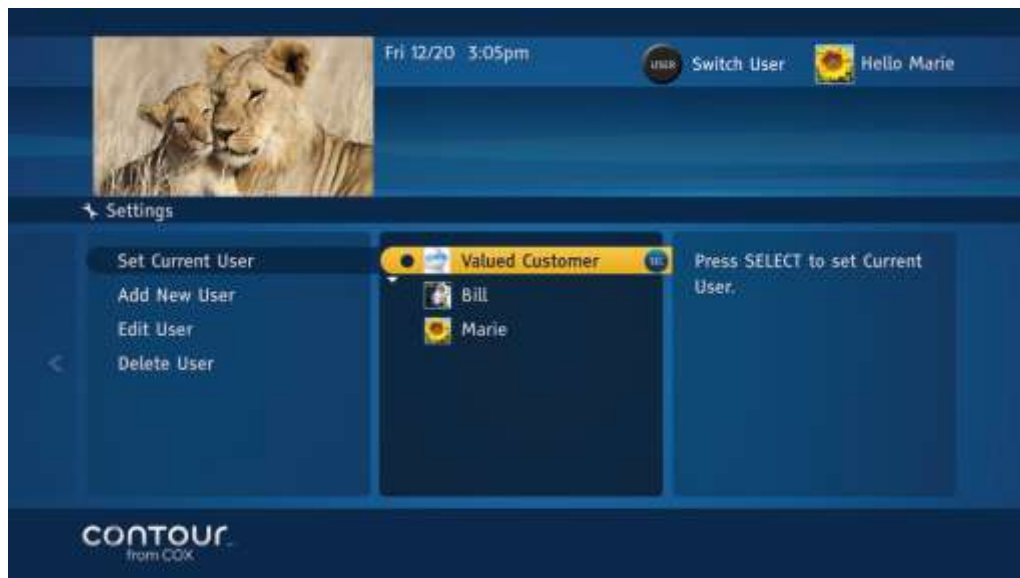 Fri 12/20 3:05pm
USER Switch User
Hello Marie
Settings
Set Current User
Add New User
Edit User
Delete User
Valued Customer
Bill
Marie
Press SELECT to set Current
User.
contour
from COX